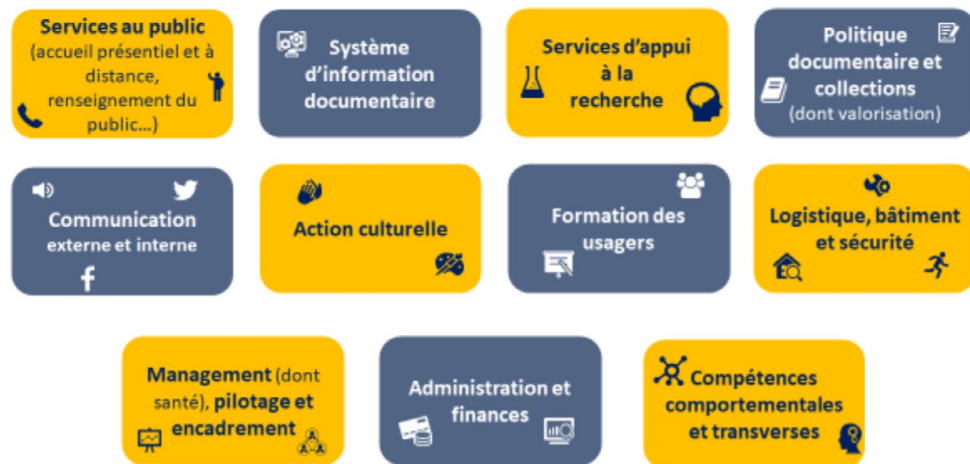 Services au public
(accueil présentiel et à
distance,
renseignement du
public…)
Système
d'information
documentaire
Services d'appui
à la
recherche
Politique
documentaire et
collections
(dont valorisation)
Communication
externe et interne
Action culturelle
Formation des
usagers
Logistique, bâtiment
et sécurité
Management (dont
santé), pilotage et
encadrement
Administration et
finances
Compétences
comportementales
et transverses